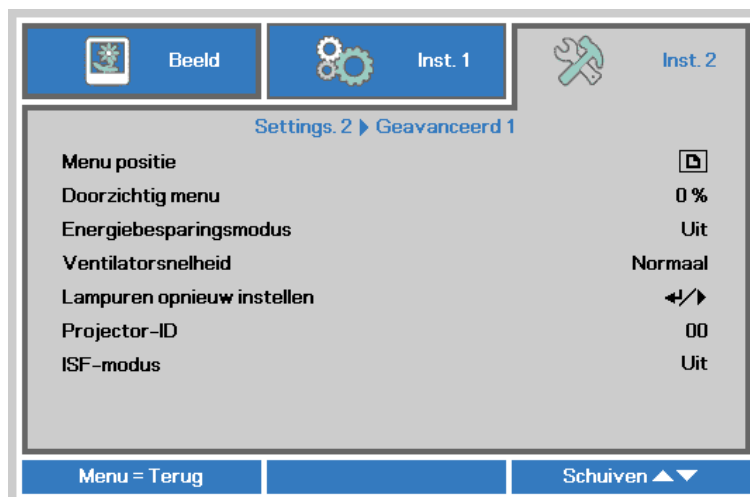 Beeld
Inst. 1
Inst. 2
Settings. 2 ▶ Geavanceerd 1
Menu positie
Doorzichtig menu 0 %
Energiebesparingsmodus Uit
Ventilatorsnelheid Normaal
Lampuren opnieuw instellen ↵/▶
Projector-ID 00
ISF-modus Uit
Menu = Terug
Schuiven ▲▼